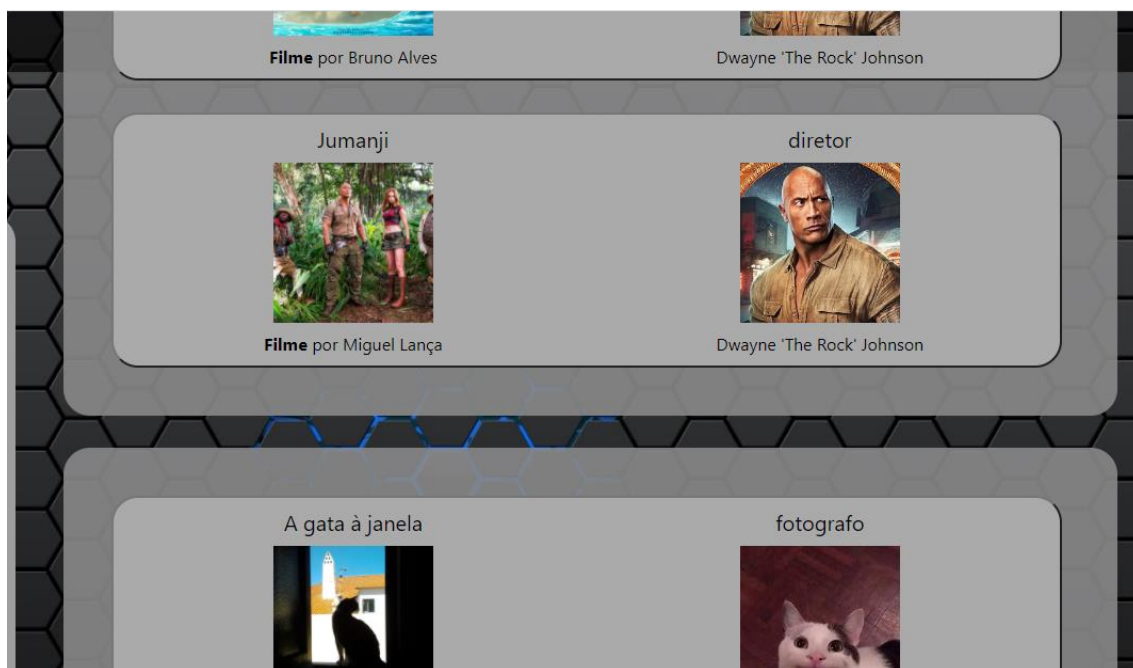 Filme por Bruno Alves
Dwayne 'The Rock' Johnson
Jumanji
diretor
Filme por Miguel Lança
Dwayne 'The Rock' Johnson
A gata à janela
fotografo